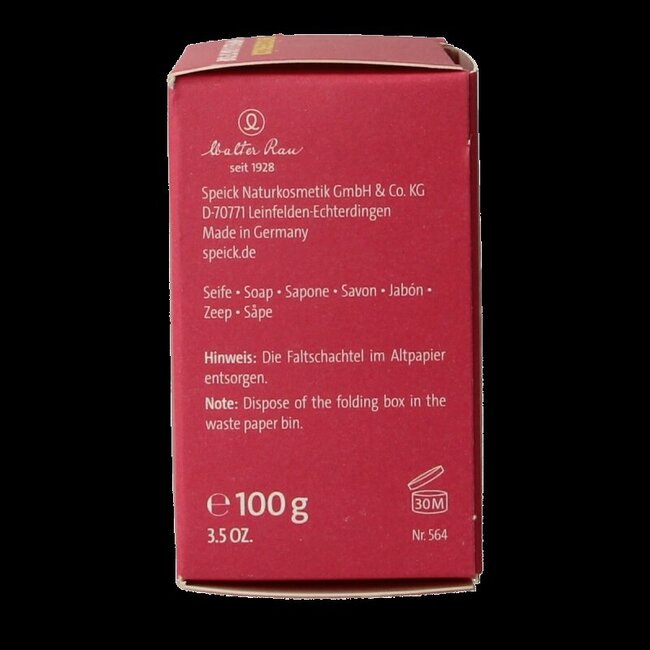 Walter Rau
seit 1928
Speick Naturkosmetik GmbH & Co. KG
D-70771 Leinfelden-Echterdingen
Made in Germany
speick.de
Seife • Soap • Sapone • Savon • Jabón •
Zeep • Såpe
Hinweis: Die Faltschachtel im Altpapier
entsorgen.
Note: Dispose of the folding box in the
waste paper bin.
℮ 100 g
3.5 OZ.
30M
Nr. 564